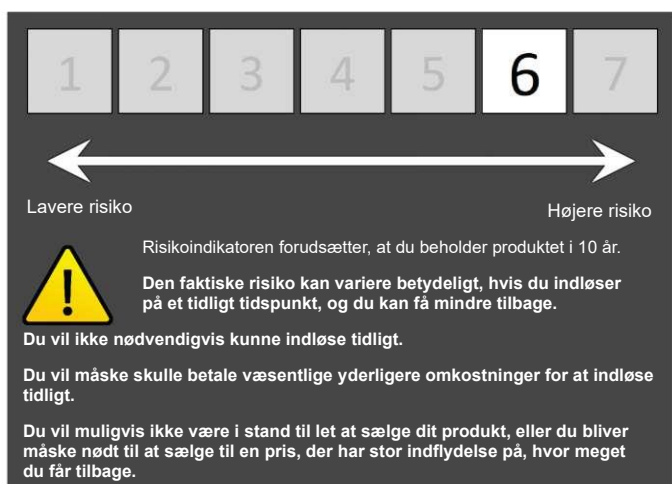 1 2 3 4 5 6 7
Lavere risiko
Højere risiko
Risikoindikatoren forudsætter, at du beholder produktet i 10 år.
Den faktiske risiko kan variere betydeligt, hvis du indløser
på et tidligt tidspunkt, og du kan få mindre tilbage.
Du vil ikke nødvendigvis kunne indløse tidligt.
Du vil måske skulle betale væsentlige yderligere omkostninger for at indløse
tidligt.
Du vil muligvis ikke være i stand til let at sælge dit produkt, eller du bliver
måske nødt til at sælge til en pris, der har stor indflydelse på, hvor meget
du får tilbage.